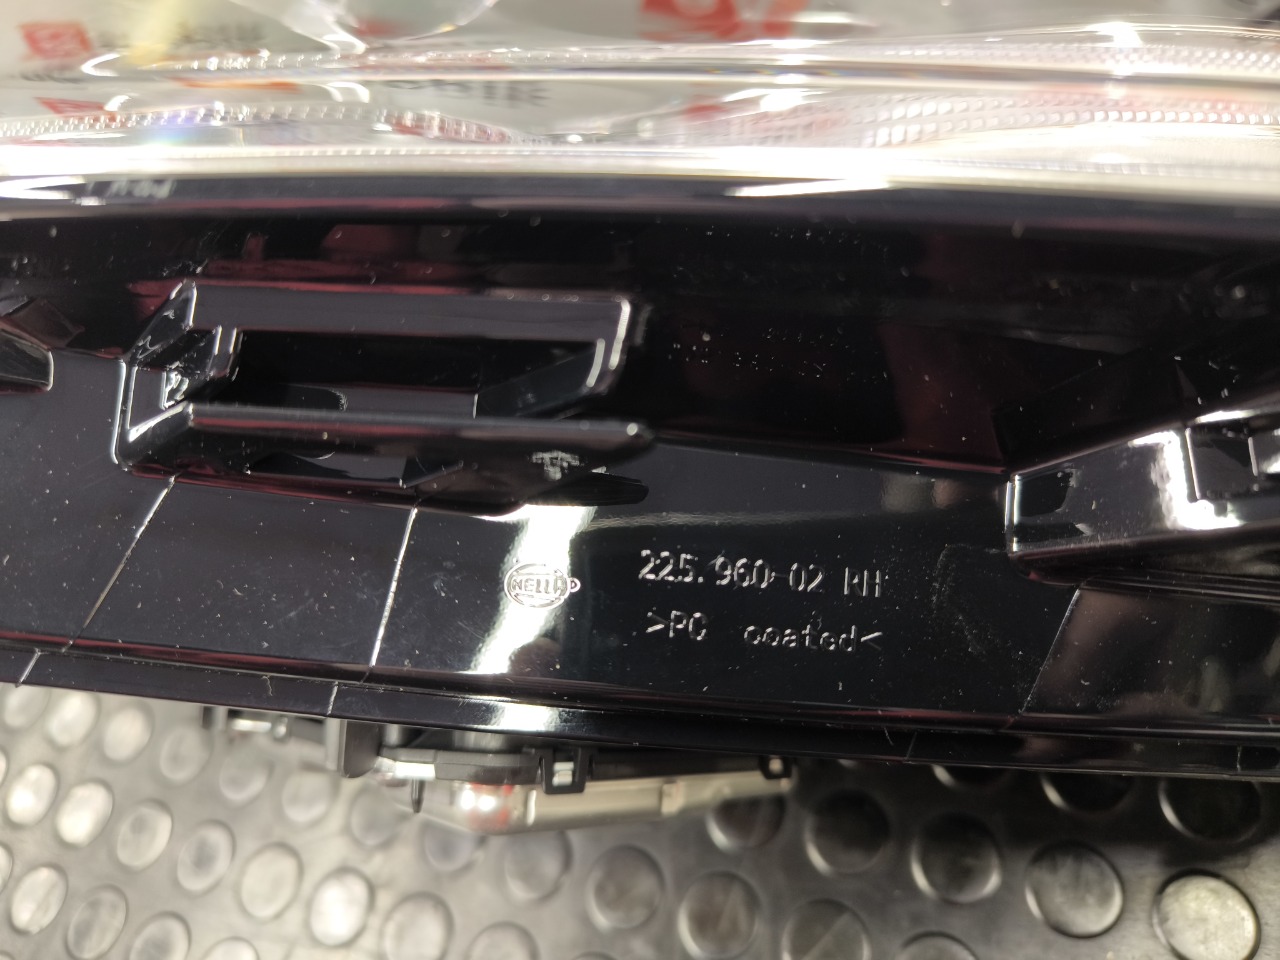 HELLA
225.960-02 RH
>PC coated<